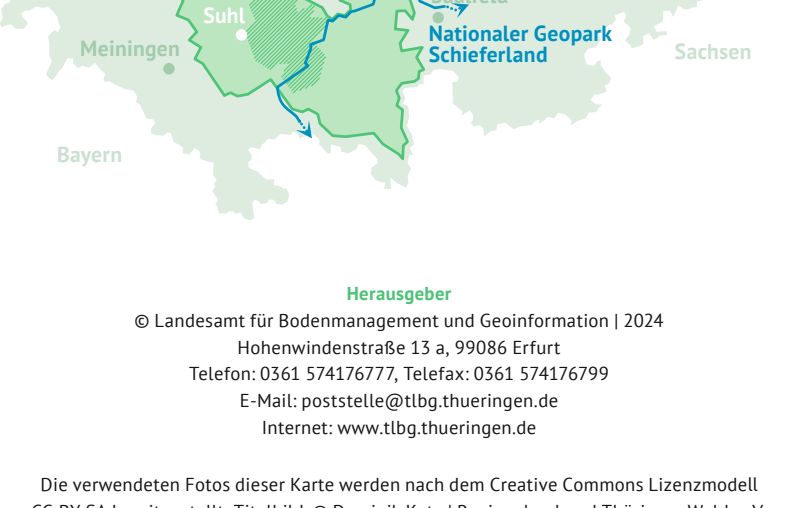 Suhl
Nationaler Geopark
Schieferland
Meiningen
Sachsen
Bayern
Herausgeber
© Landesamt für Bodenmanagement und Geoinformation | 2024
Hohenwindenstraße 13 a, 99086 Erfurt
Telefon: 0361 574176777, Telefax: 0361 574176799
E-Mail: poststelle@tlbg.thueringen.de
Internet: www.tlbg.thueringen.de
Die verwendeten Fotos dieser Karte werden nach dem Creative Commons Lizenzmodell